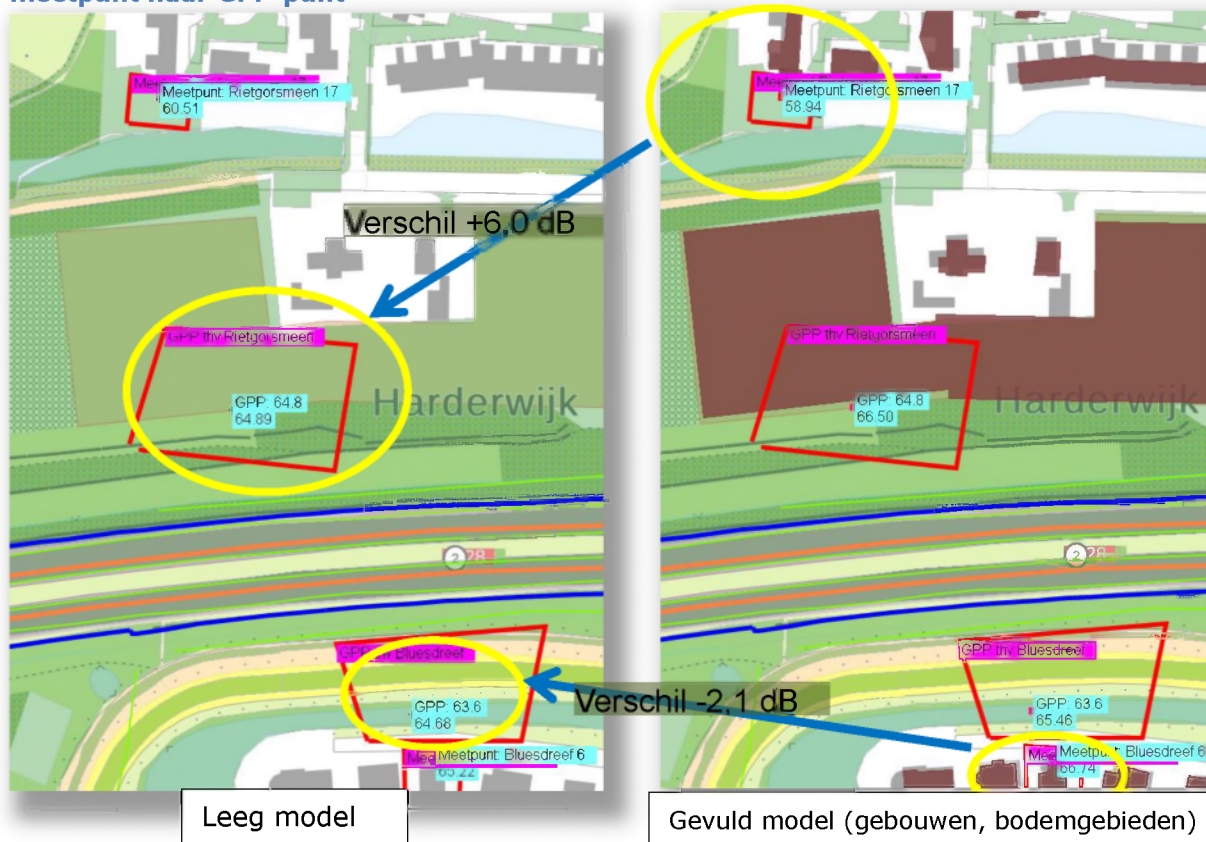 meetpunt naar GPP-punt
Meetpunt: Rietgorsmeen 17
60.51
Verschil +6,0 dB
GPP thv Rietgorsmeen
GPP: 64.8
64.89
Harderwijk
28
GPP thv Bluesdreef
GPP: 63.6
64.68
Meetpunt: Bluesdreef 6
65.22
Leeg model
Meetpunt: Rietgorsmeen 17
58.94
GPP thv Rietgorsmeen
GPP: 64.8
66.50
Harderwijk
28
GPP thv Bluesdreef
Verschil -2,1 dB
GPP: 63.6
65.46
Meetpunt: Bluesdreef 6
66.74
Gevuld model (gebouwen, bodemgebieden)